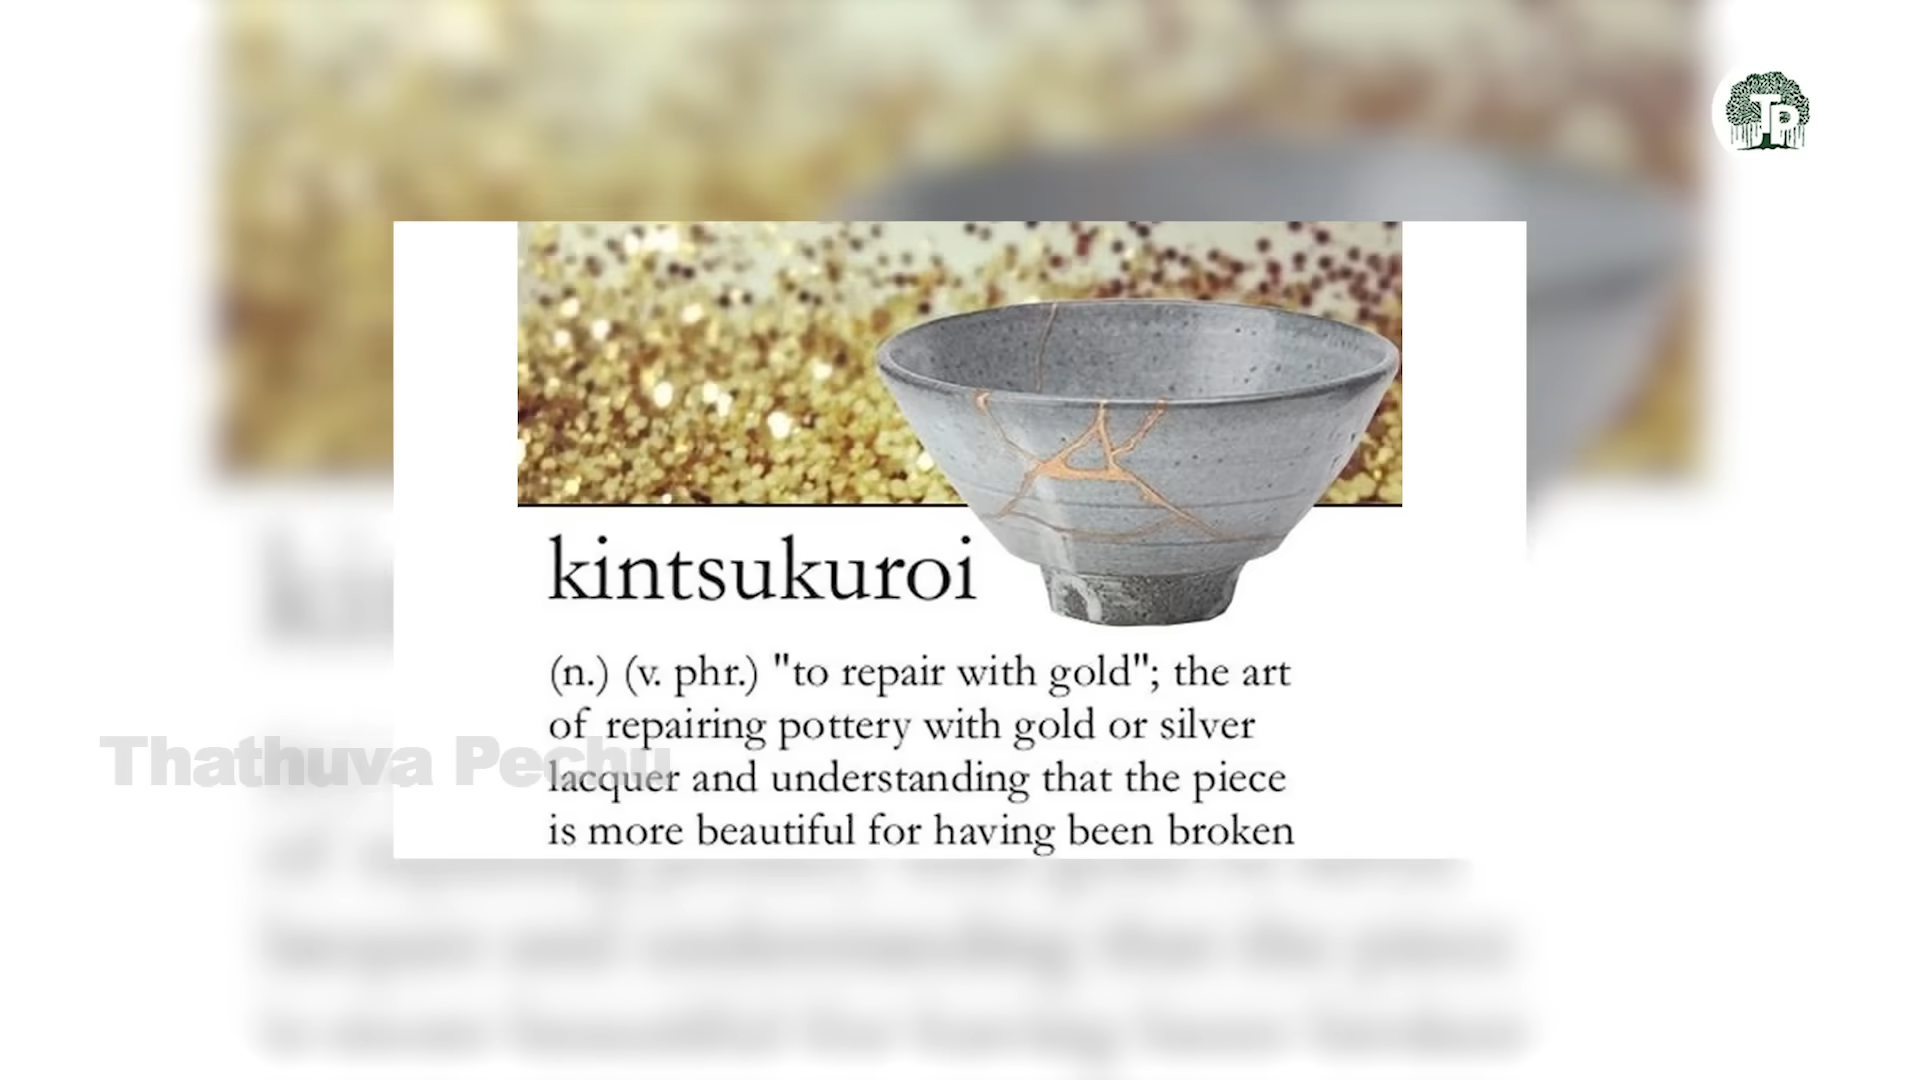 TP
kintsukuroi
(n.) (v. phr.) "to repair with gold"; the art
of repairing pottery with gold or silver
Thathuva Pechu
lacquer and understanding that the piece
is more beautiful for having been broken